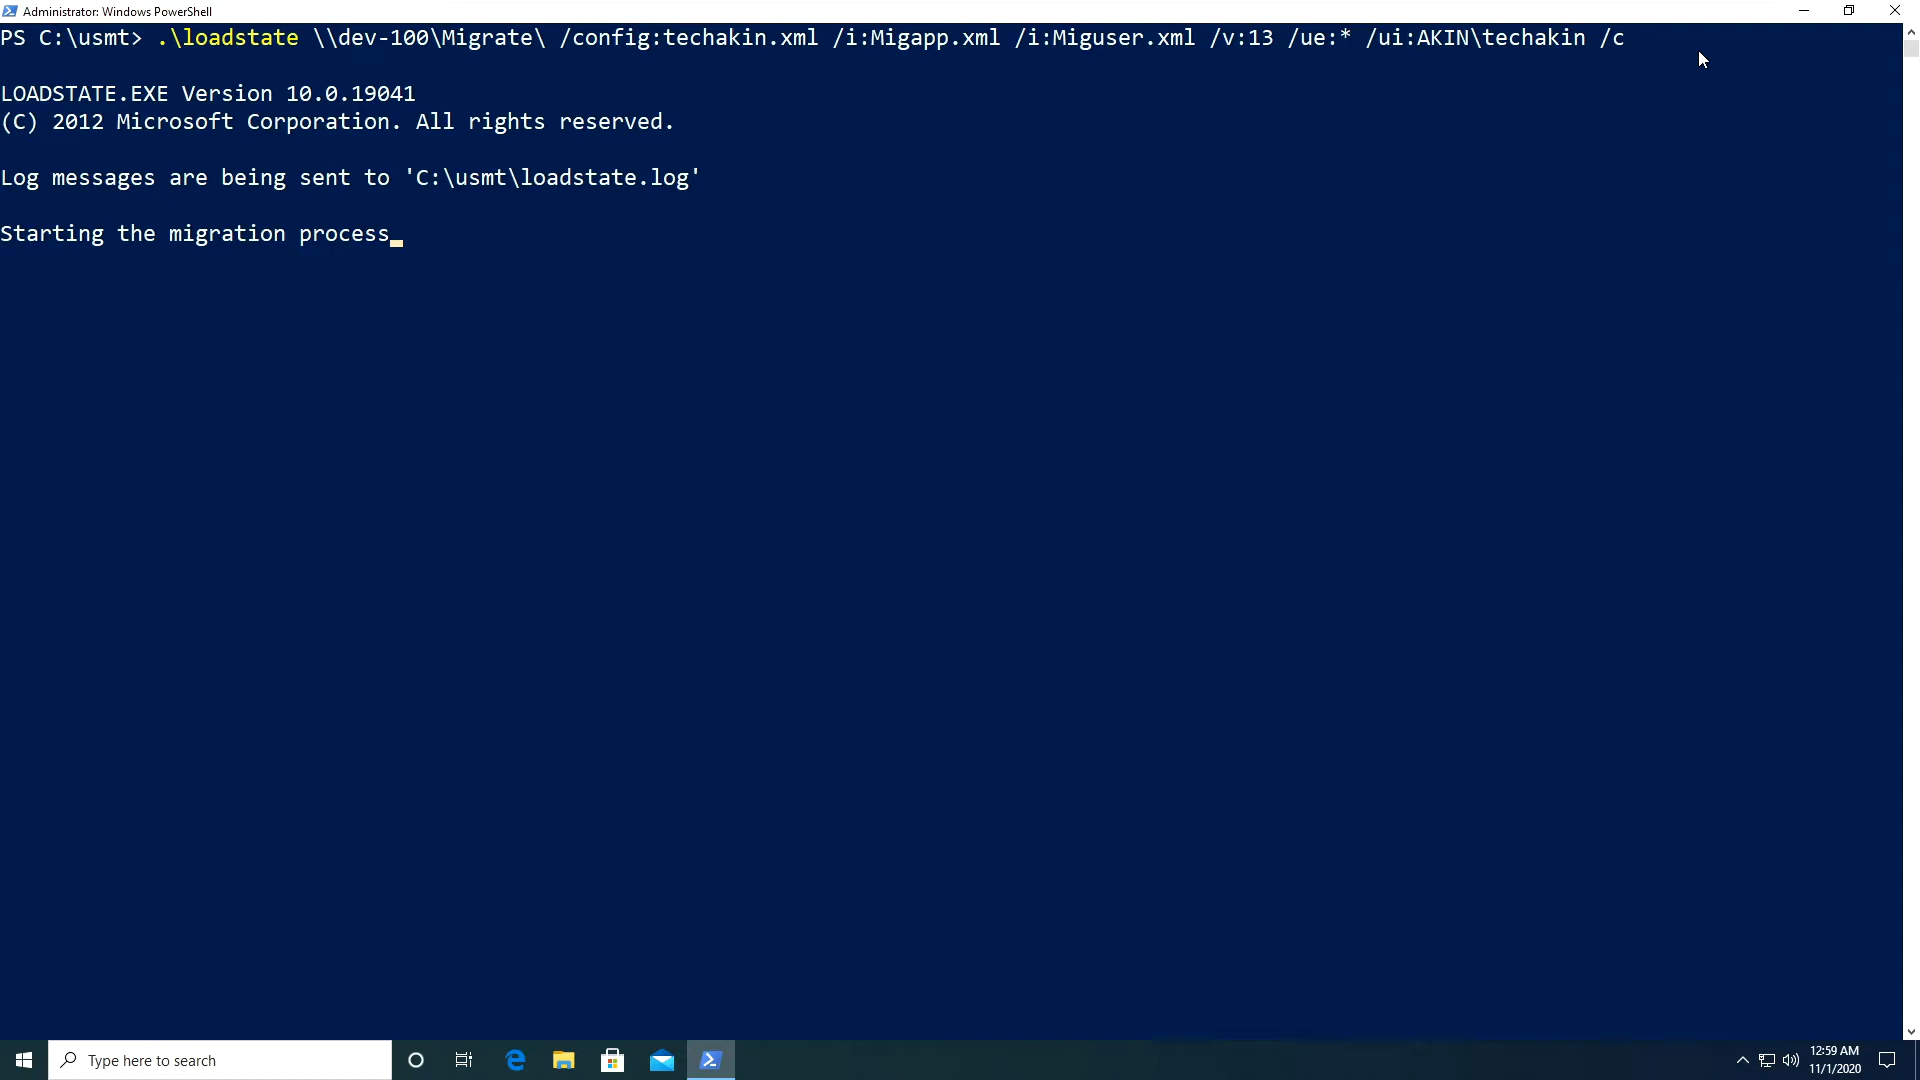 Administrator: Windows PowerShell
PS C:\usmt> .\loadstate \\dev-100\Migrate\ /config:techakin.xml /i:Migapp.xml /i:Miguser.xml /v:13 /ue:* /ui:AKIN\techakin /c
LOADSTATE.EXE Version 10.0.19041
(C) 2012 Microsoft Corporation. All rights reserved.
Log messages are being sent to 'C:\usmt\loadstate.log'
Starting the migration process
Type here to search
12:59 AM
11/1/2020